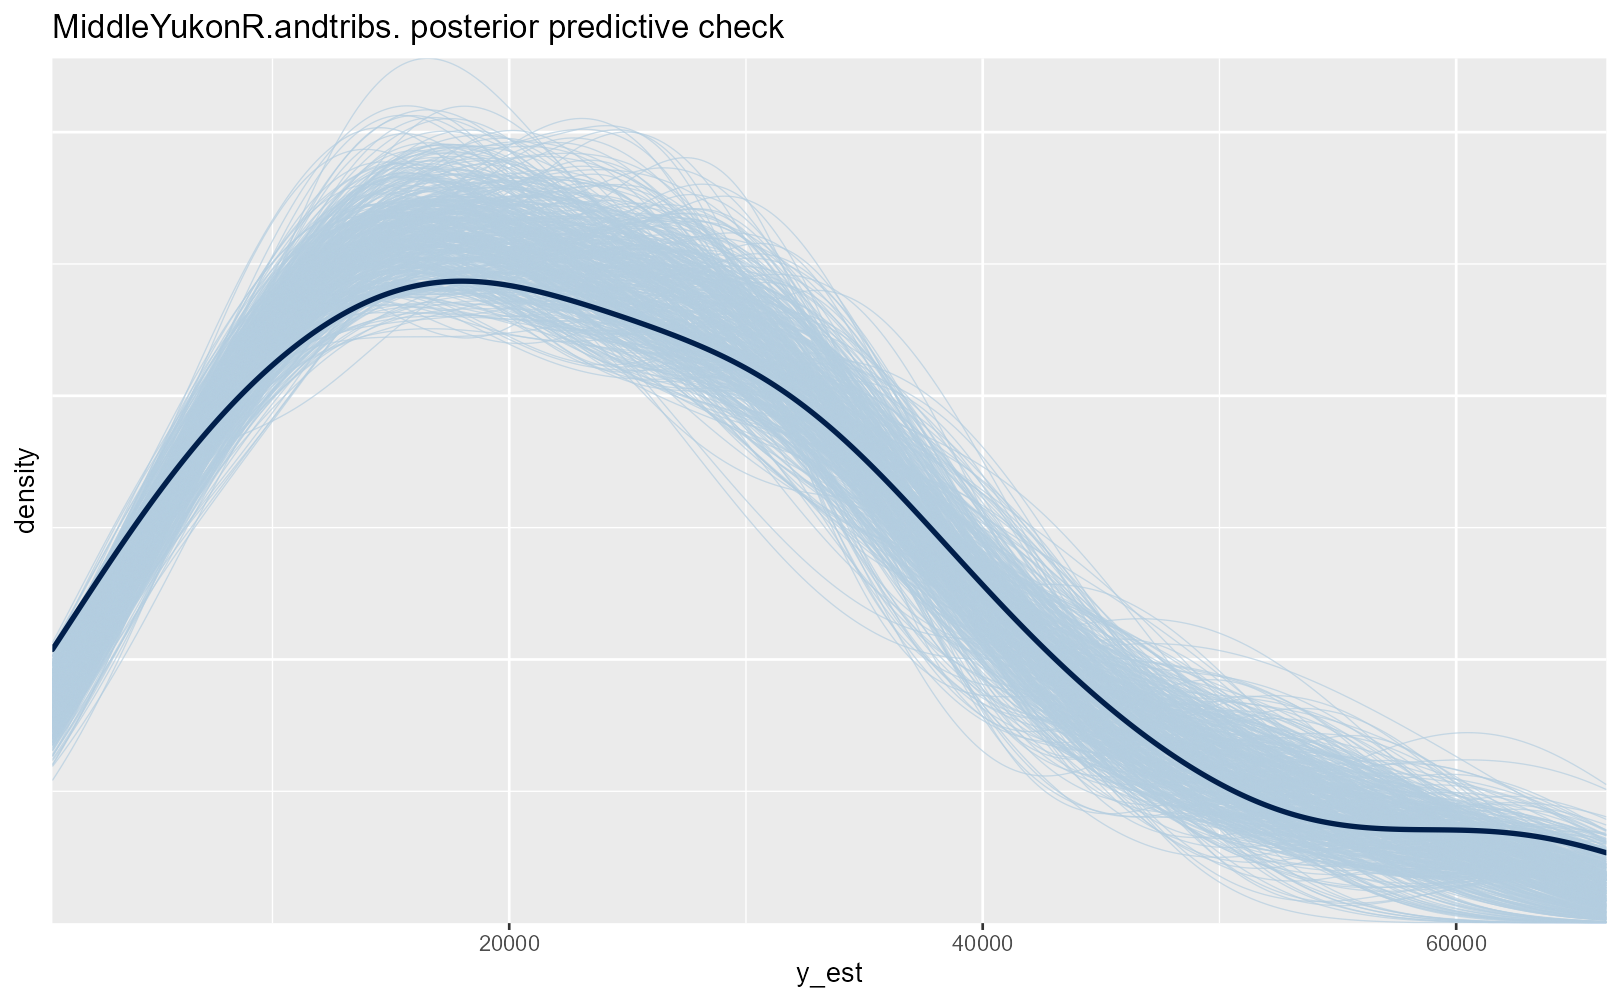 MiddleYukonR.andtribs. posterior predictive check
density
20000
40000
60000
y_est